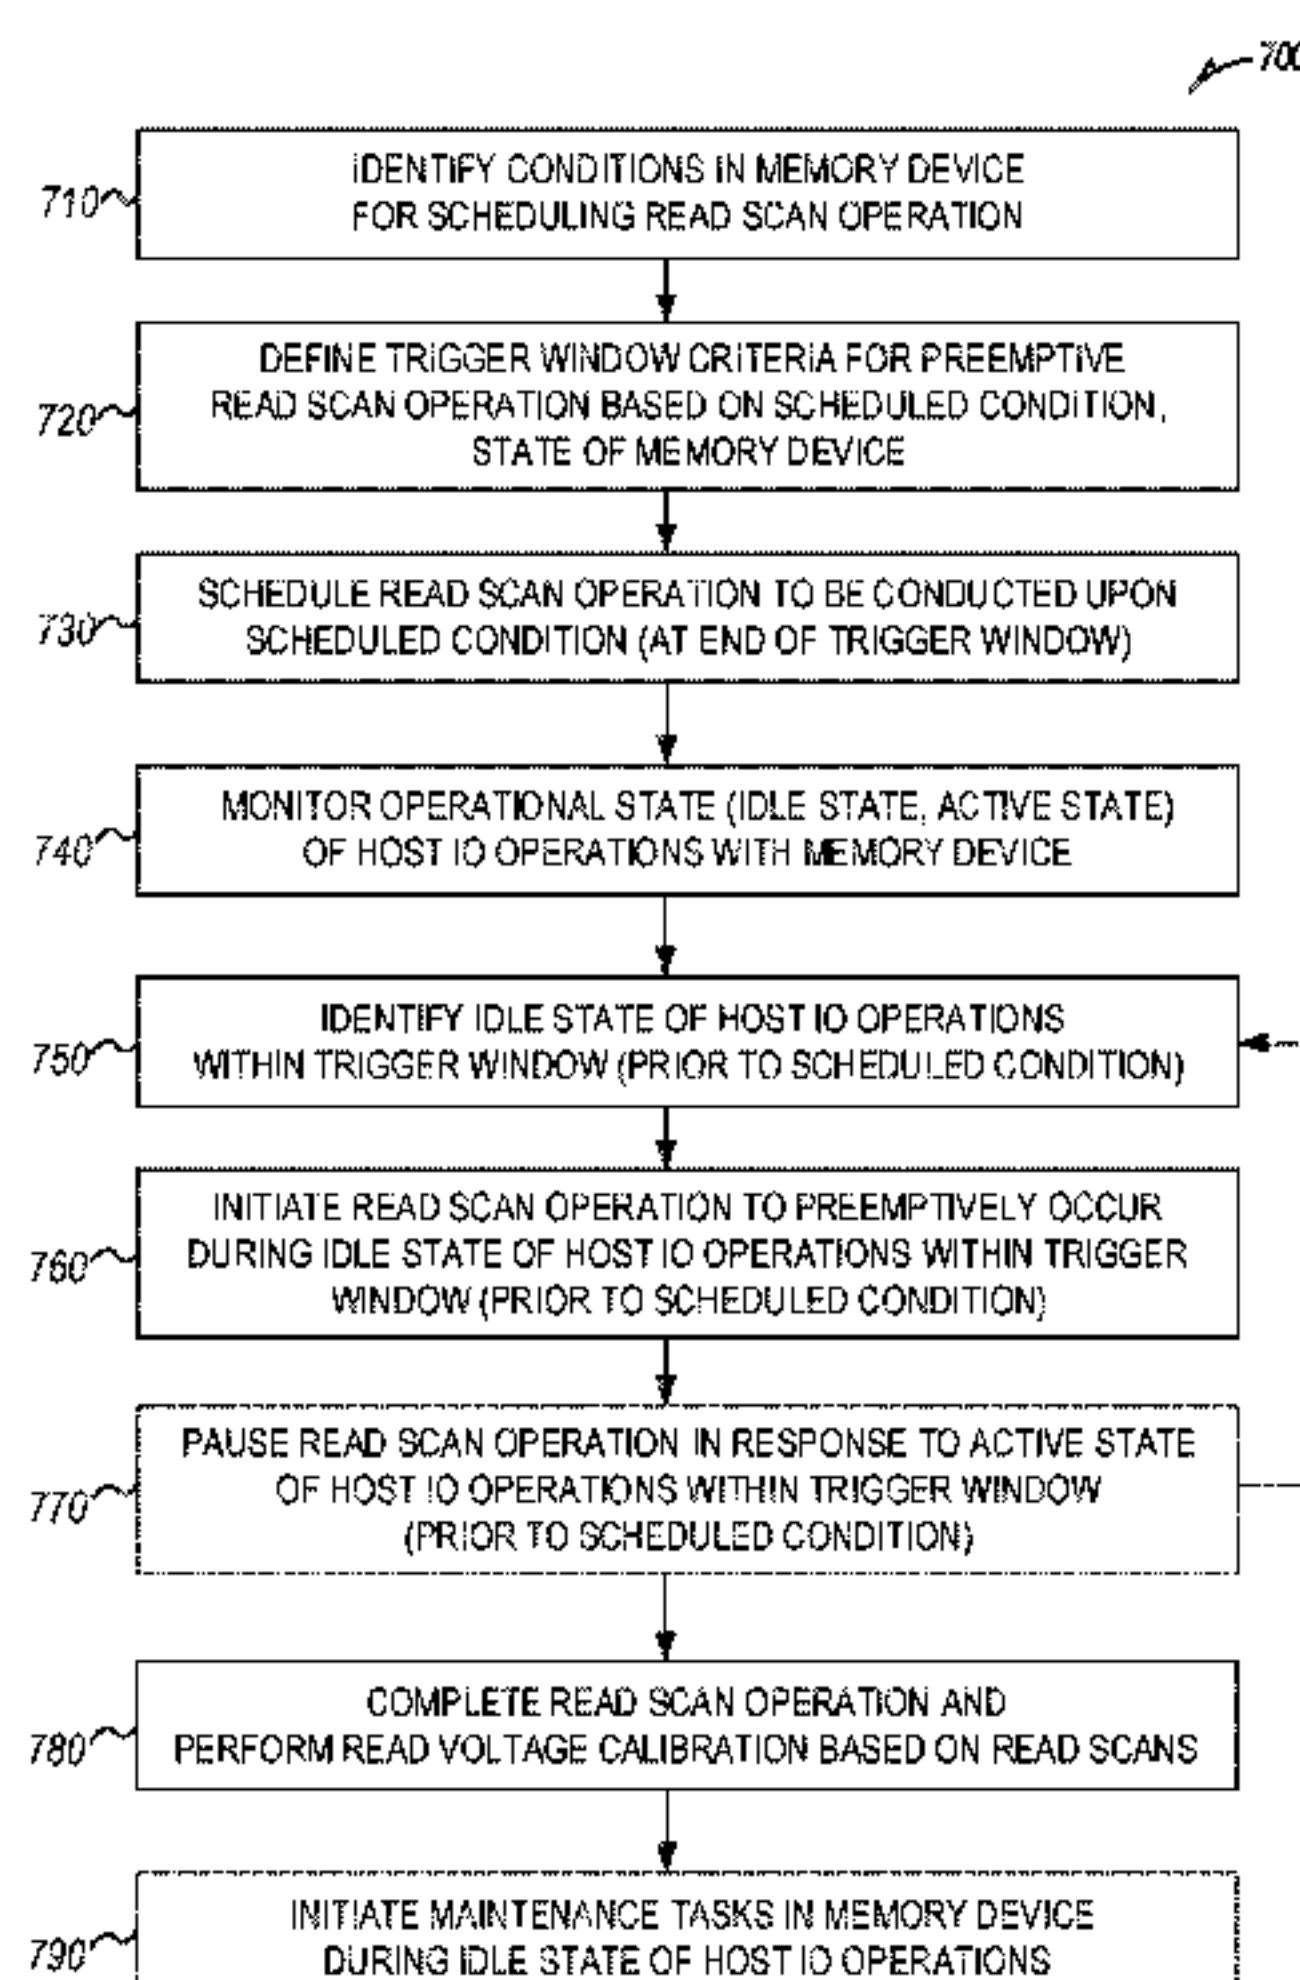 700
710
IDENTIFY CONDITIONS IN MEMORY DEVICE
FOR SCHEDULING READ SCAN OPERATION
720
DEFINE TRIGGER WINDOW CRITERIA FOR PREEMPTIVE
READ SCAN OPERATION BASED ON SCHEDULED CONDITION,
STATE OF MEMORY DEVICE
730
SCHEDULE READ SCAN OPERATION TO BE CONDUCTED UPON
SCHEDULED CONDITION (AT END OF TRIGGER WINDOW)
740
MONITOR OPERATIONAL STATE (IDLE STATE, ACTIVE STATE)
OF HOST IO OPERATIONS WITH MEMORY DEVICE
750
IDENTIFY IDLE STATE OF HOST IO OPERATIONS
WITHIN TRIGGER WINDOW (PRIOR TO SCHEDULED CONDITION)
760
INITIATE READ SCAN OPERATION TO PREEMPTIVELY OCCUR
DURING IDLE STATE OF HOST IO OPERATIONS WITHIN TRIGGER
WINDOW (PRIOR TO SCHEDULED CONDITION)
770
PAUSE READ SCAN OPERATION IN RESPONSE TO ACTIVE STATE
OF HOST IO OPERATIONS WITHIN TRIGGER WINDOW
(PRIOR TO SCHEDULED CONDITION)
780
COMPLETE READ SCAN OPERATION AND
PERFORM READ VOLTAGE CALIBRATION BASED ON READ SCANS
790
INITIATE MAINTENANCE TASKS IN MEMORY DEVICE
DURING IDLE STATE OF HOST IO OPERATIONS